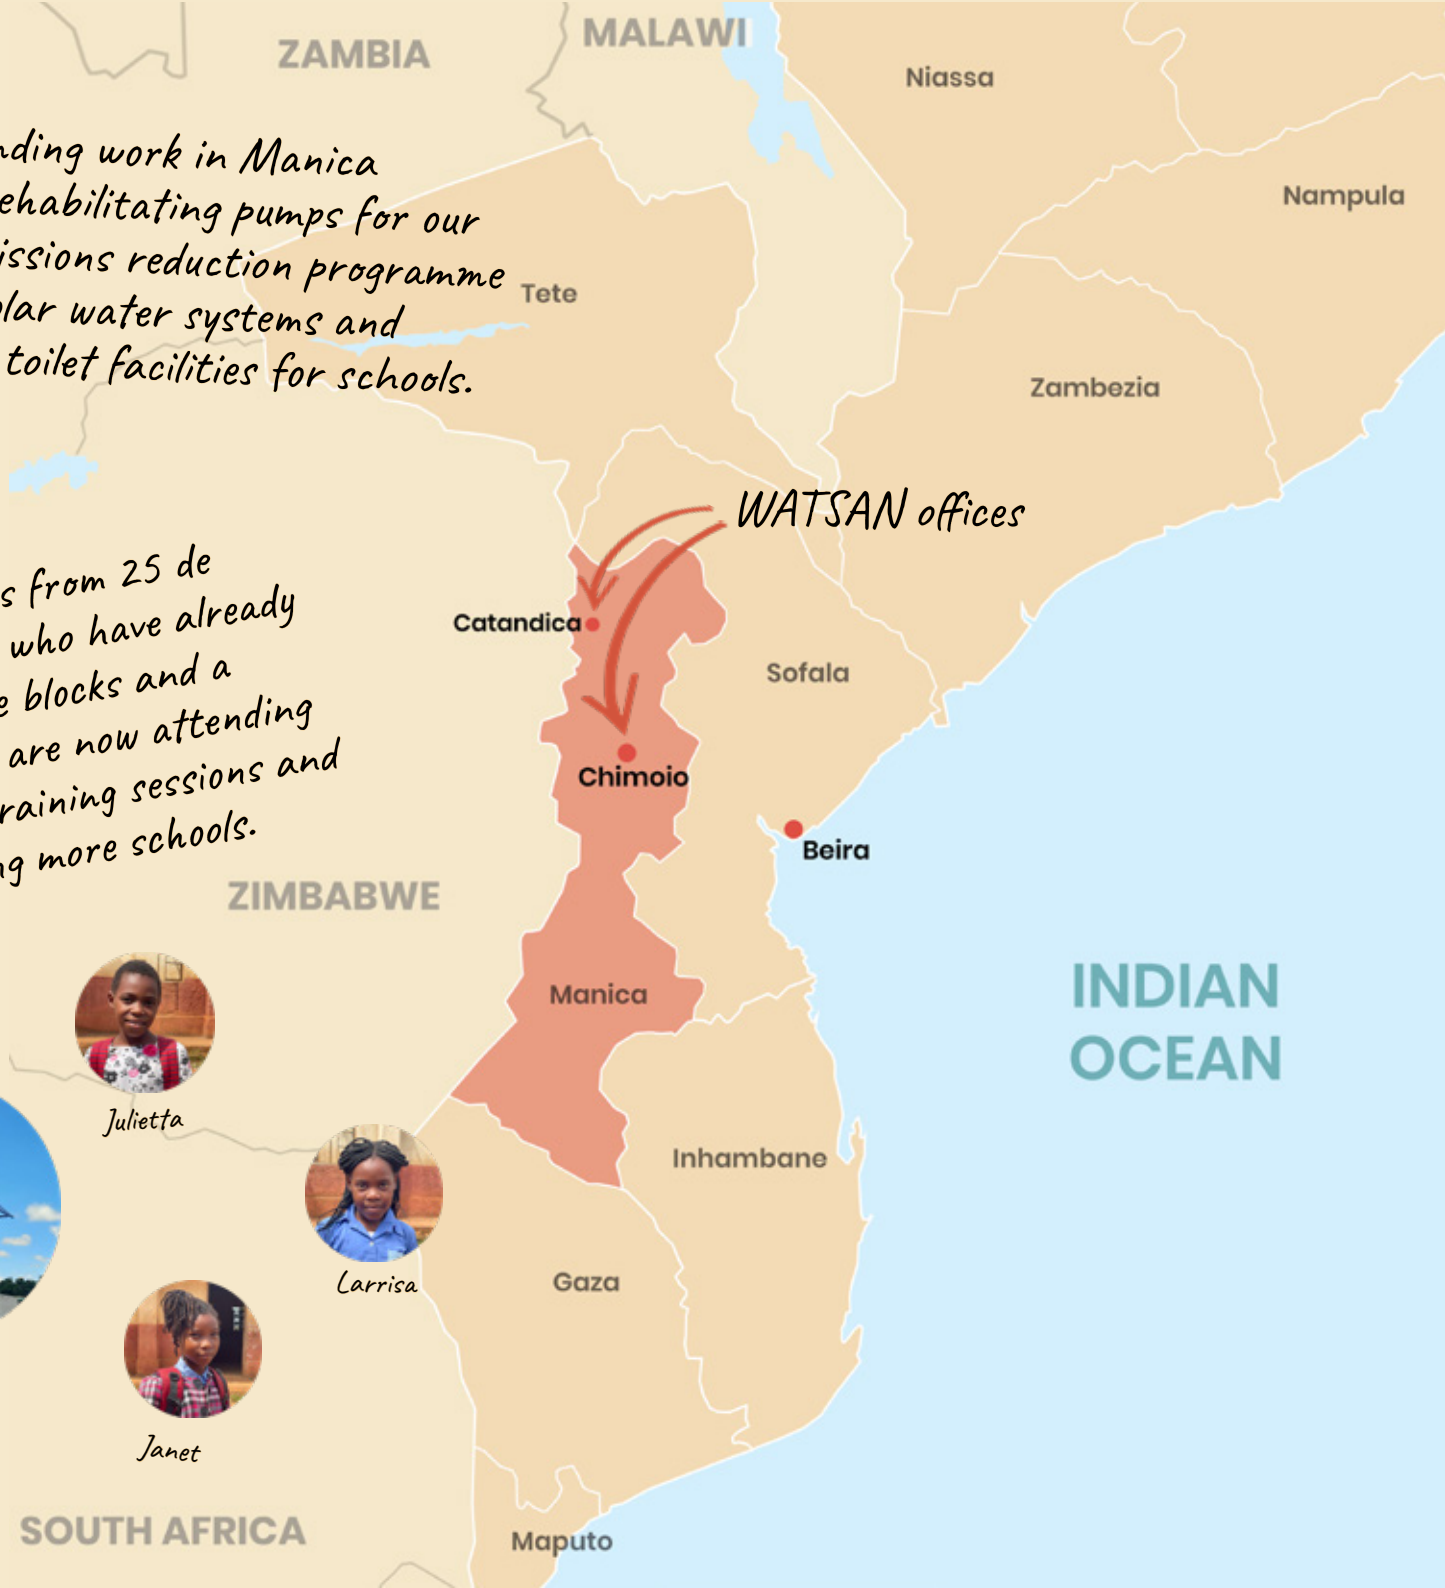 ZAMBIA
MALAWI
Niassa
nding work in Manica
ehabilitating pumps for our
issions reduction programme
lar water systems and
toilet facilities for schools.
Nampula
Tete
Zambezia
WATSAN offices
s from 25 de
who have already
e blocks and a
are now attending
raining sessions and
ng more schools.
Catandica
Sofala
Chimoio
Beira
ZIMBABWE
INDIAN
OCEAN
Manica
Julietta
Inhambane
Larrisa
Gaza
Janet
SOUTH AFRICA
Maputo